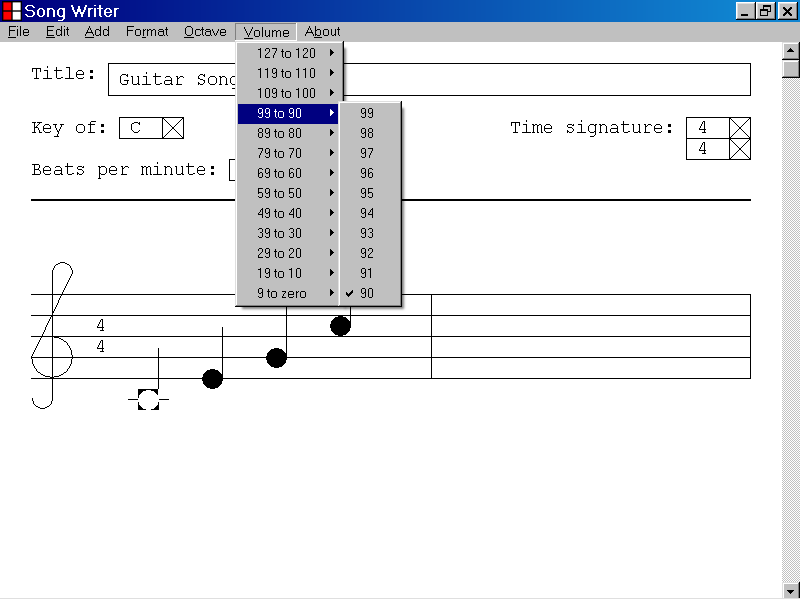 Song Writer
File Edit Add Format Octave Volume About
Title: Guitar Song
Key of: C
Time signature: 4
4
Beats per minute:
127 to 120
119 to 110
109 to 100
99 to 90
89 to 80
79 to 70
69 to 60
59 to 50
49 to 40
39 to 30
29 to 20
19 to 10
9 to zero
99
98
97
96
95
94
93
92
91
90
4
4